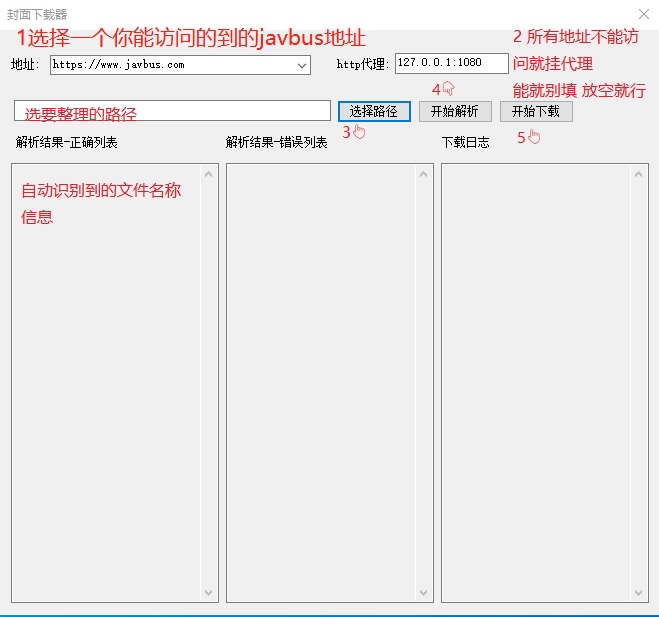 封面下载器
1选择一个你能访问的到的javbus地址
2 所有地址不能访
地址： https://www.javbus.com http代理: 127.0.0.1:1080
问就挂代理
4
能就别填 放空就行
选要整理的路径 选择路径 开始解析 开始下载
3 5
解析结果-正确列表 解析结果-错误列表 下载日志
自动识别到的文件名称
信息